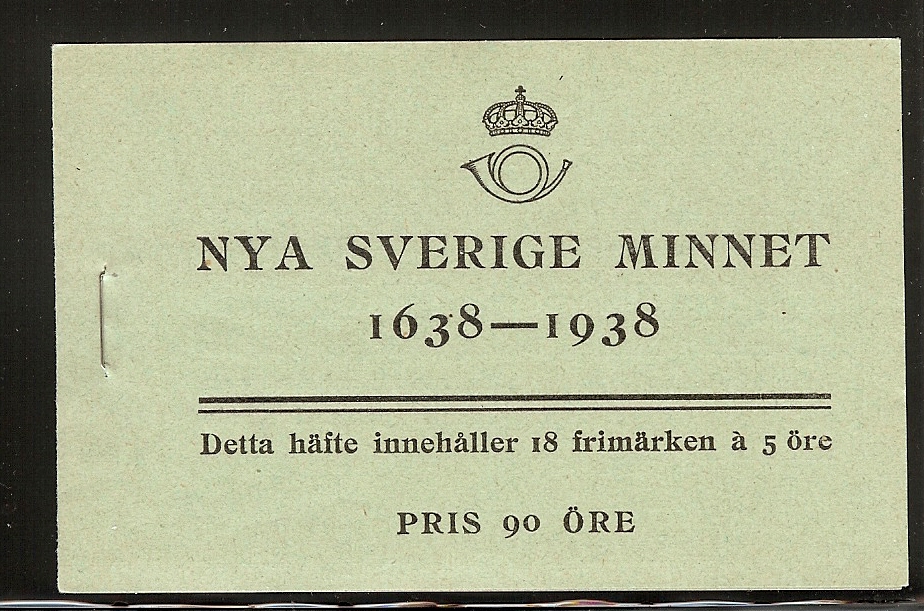 NYA SVERIGE MINNET
1638—1938
Detta häfte innehåller 18 frimärken à 5 öre
PRIS 90 ÖRE